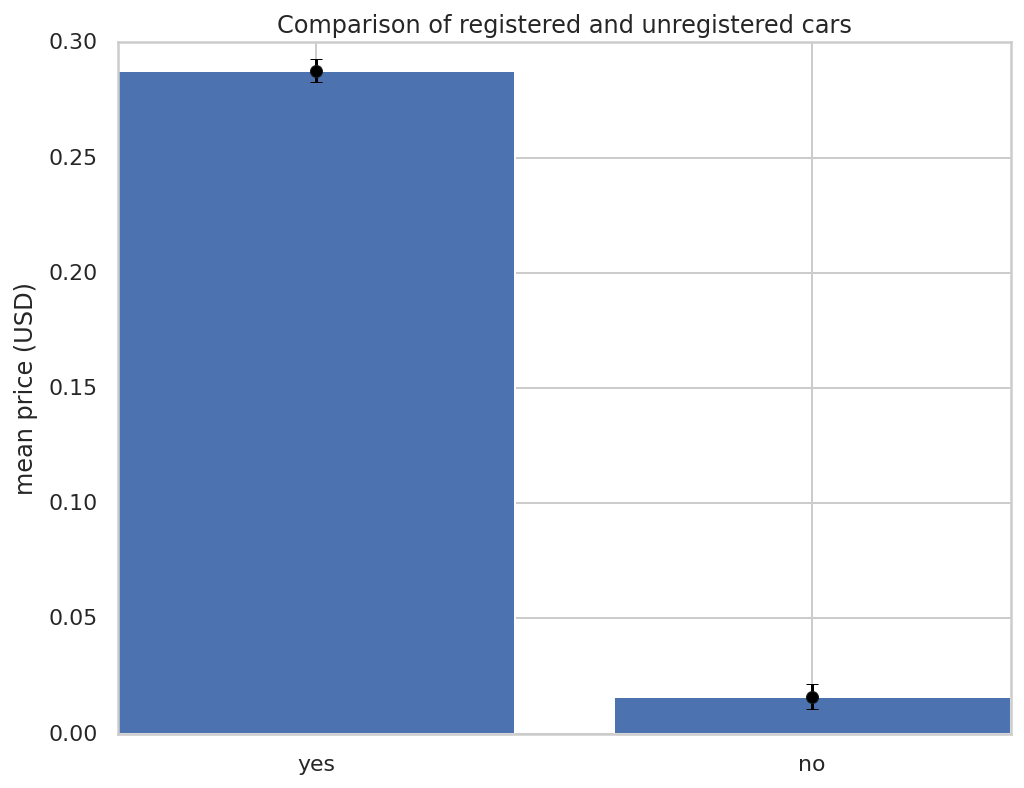 Comparison of registered and unregistered cars
0.30
0.25
0.20
0.15
0.10
0.05
0.00
mean price (USD)
yes
no